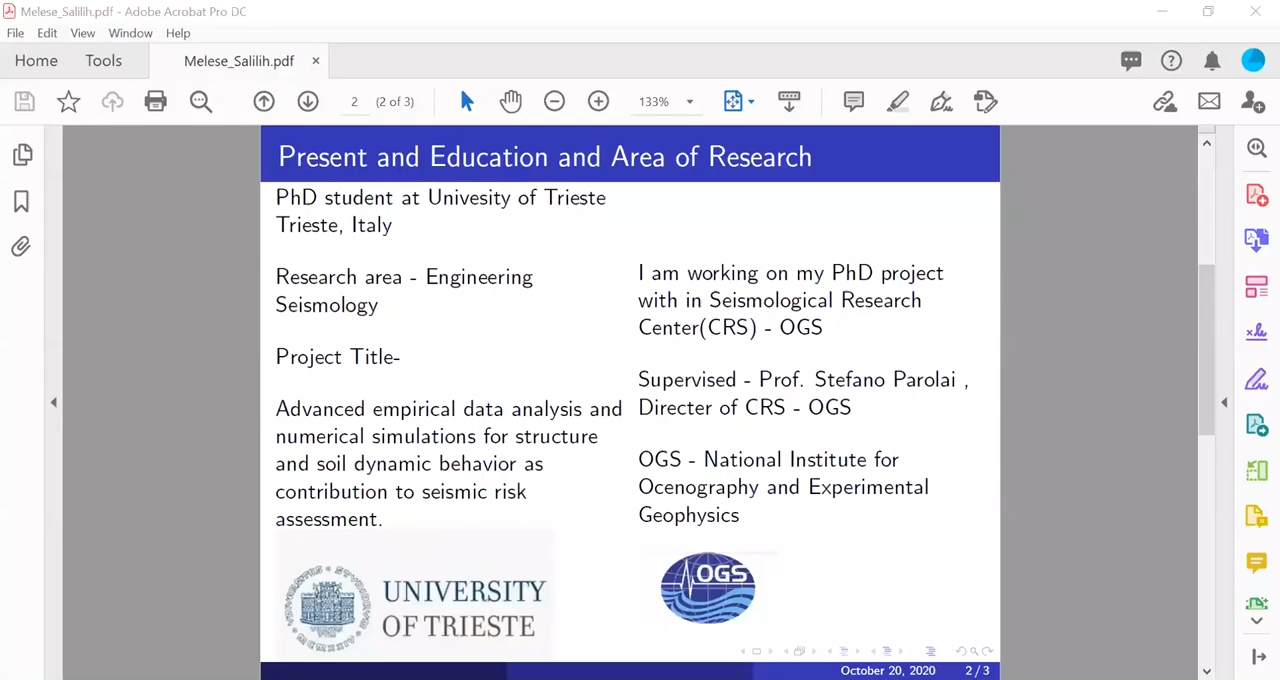 Melese_Salilih.pdf - Adobe Acrobat Pro DC
File Edit View Window Help
Home Tools Melese_Salilih.pdf ×
2 (2 of 3) 133%
Present and Education and Area of Research
PhD student at Univesity of Trieste
Trieste, Italy
Research area - Engineering
Seismology
Project Title-
Advanced empirical data analysis and
numerical simulations for structure
and soil dynamic behavior as
contribution to seismic risk
assessment.
UNIVERSITY
OF TRIESTE
I am working on my PhD project
with in Seismological Research
Center(CRS) - OGS
Supervised - Prof. Stefano Parolai ,
Directer of CRS - OGS
OGS - National Institute for
Ocenography and Experimental
Geophysics
OGS
October 20, 2020 2 / 3